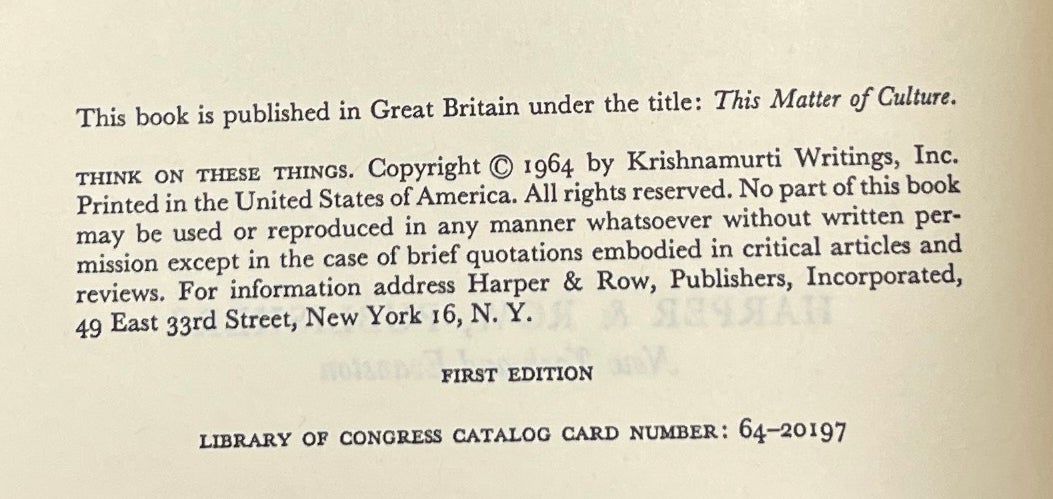 This book is published in Great Britain under the title: This Matter of Culture.
THINK ON THESE THINGS. Copyright © 1964 by Krishnamurti Writings, Inc.
Printed in the United States of America. All rights reserved. No part of this book
may be used or reproduced in any manner whatsoever without written per-
mission except in the case of brief quotations embodied in critical articles and
reviews. For information address Harper & Row, Publishers, Incorporated,
49 East 33rd Street, New York 16, N. Y.
FIRST EDITION
LIBRARY OF CONGRESS CATALOG CARD NUMBER: 64–20197